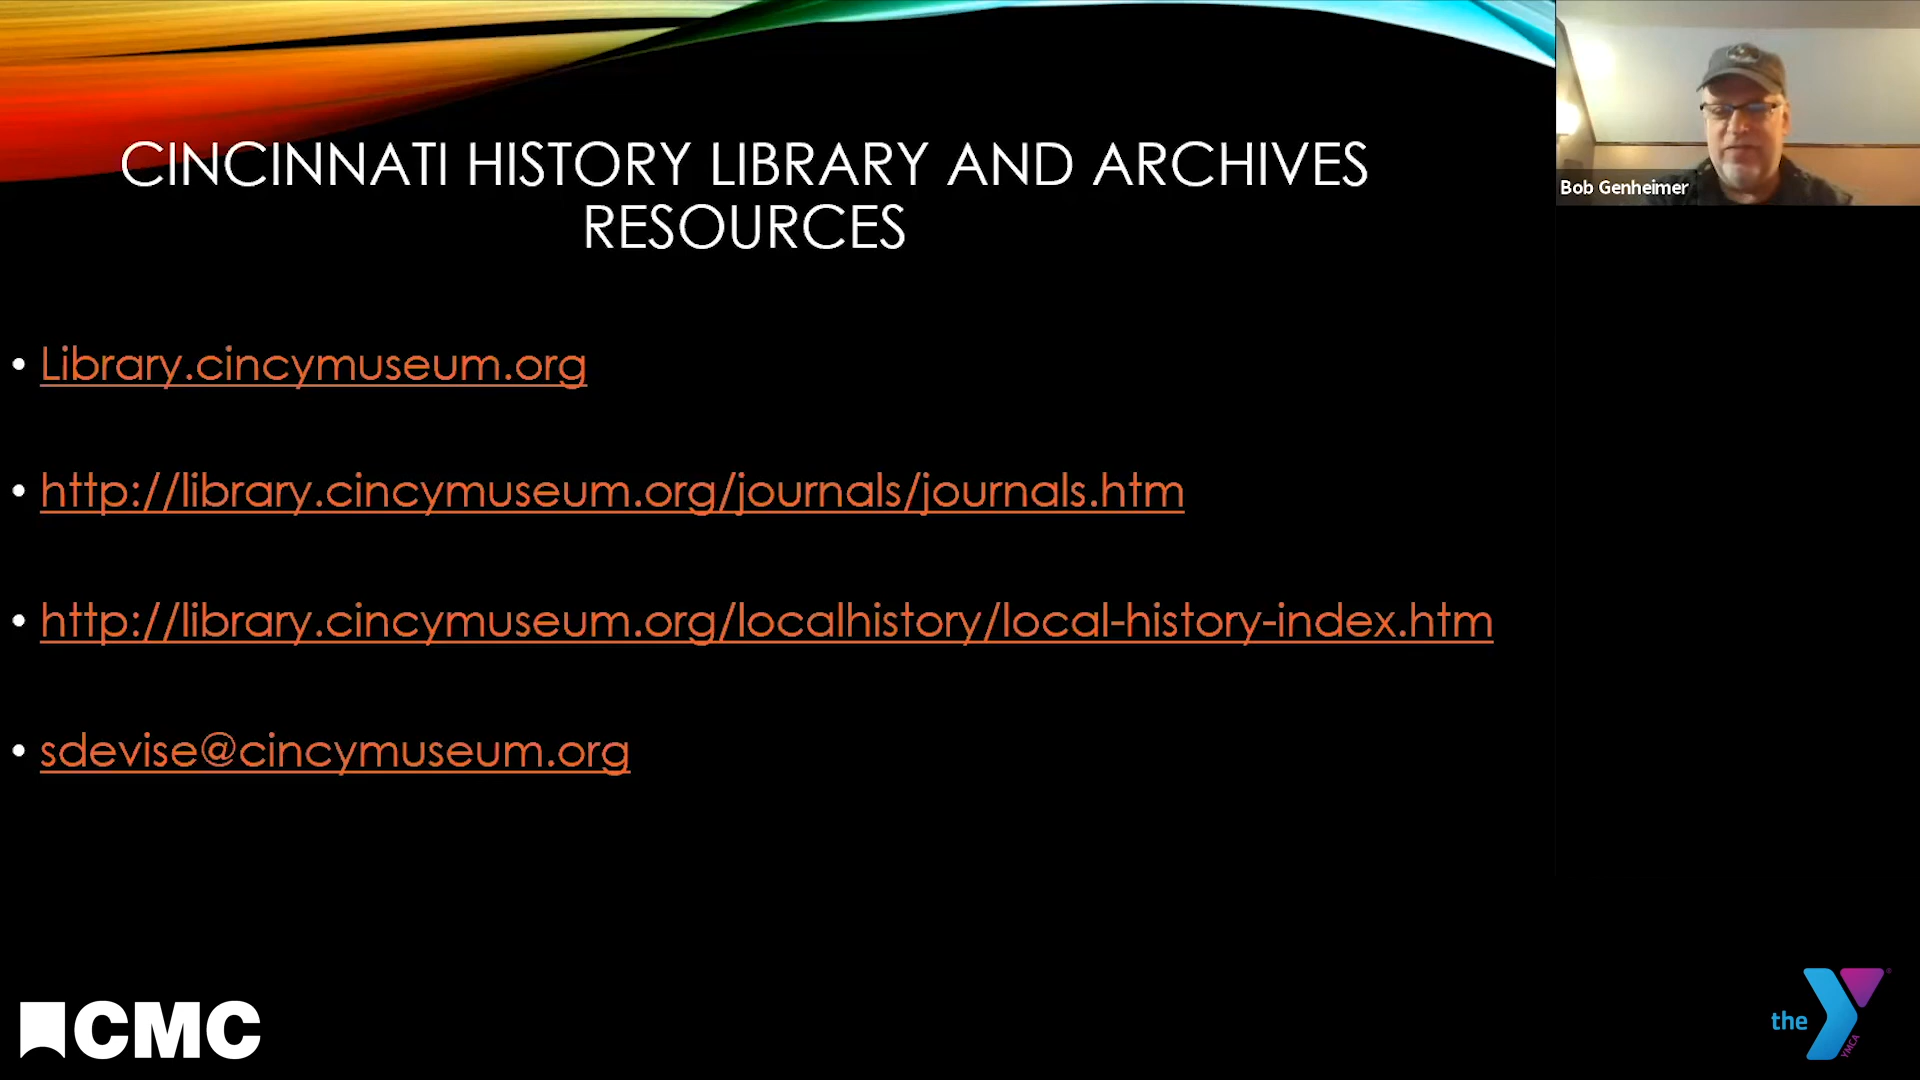 CINCINNATI HISTORY LIBRARY AND ARCHIVES
RESOURCES
Bob Genheimer
• Library.cincymuseum.org
• http://library.cincymuseum.org/journals/journals.htm
• http://library.cincymuseum.org/localhistory/local-history-index.htm
• sdevise@cincymuseum.org
CMC
the Y
YMCA